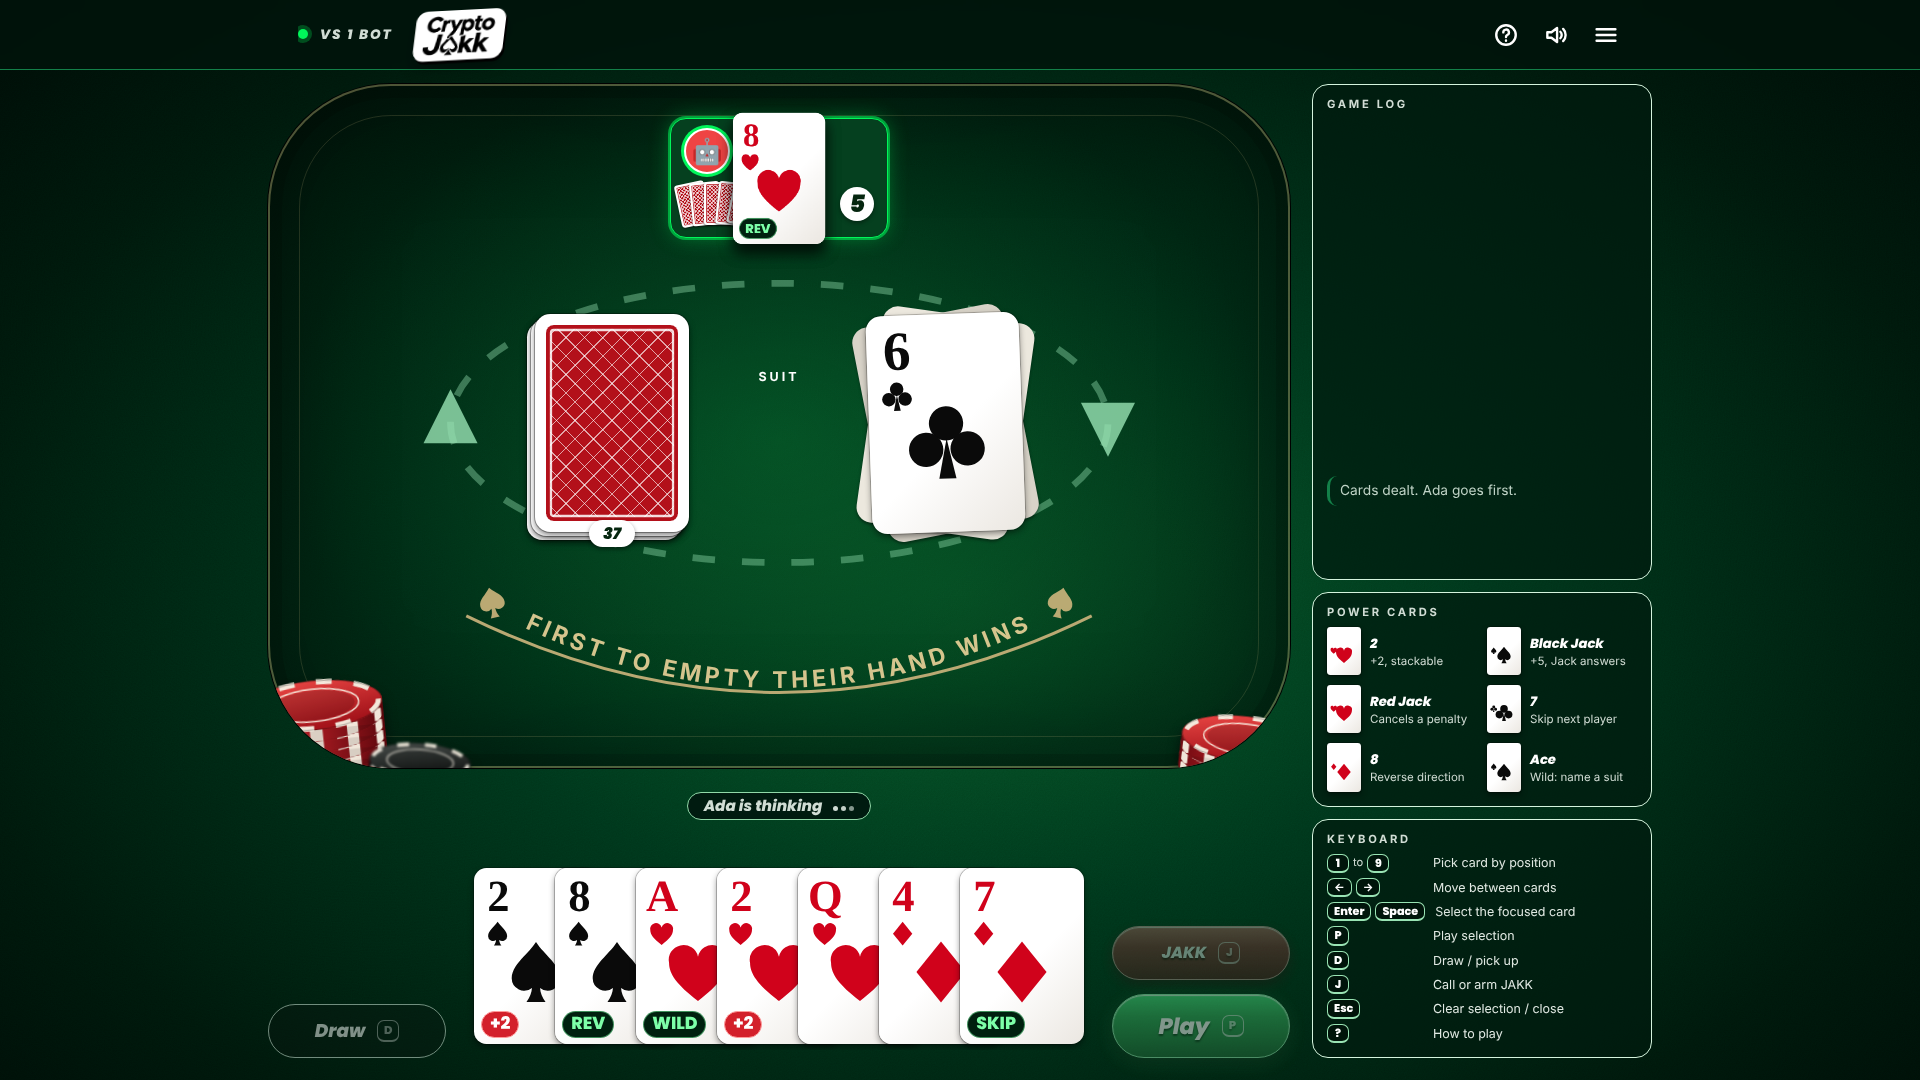 VS 1 BOT
Crypto
Jakk
8
REV
5
SUIT
6
37
FIRST TO EMPTY THEIR HAND WINS
Ada is thinking
2
+2
8
REV
A
WILD
2
+2
Q
4
7
SKIP
Draw D
JAKK J
Play P
GAME LOG
Cards dealt. Ada goes first.
POWER CARDS
2
+2, stackable
Black Jack
+5, Jack answers
Red Jack
Cancels a penalty
7
Skip next player
8
Reverse direction
Ace
Wild: name a suit
KEYBOARD
1 to 9 Pick card by position
← → Move between cards
Enter Space Select the focused card
P Play selection
D Draw / pick up
J Call or arm JAKK
Esc Clear selection / close
? How to play